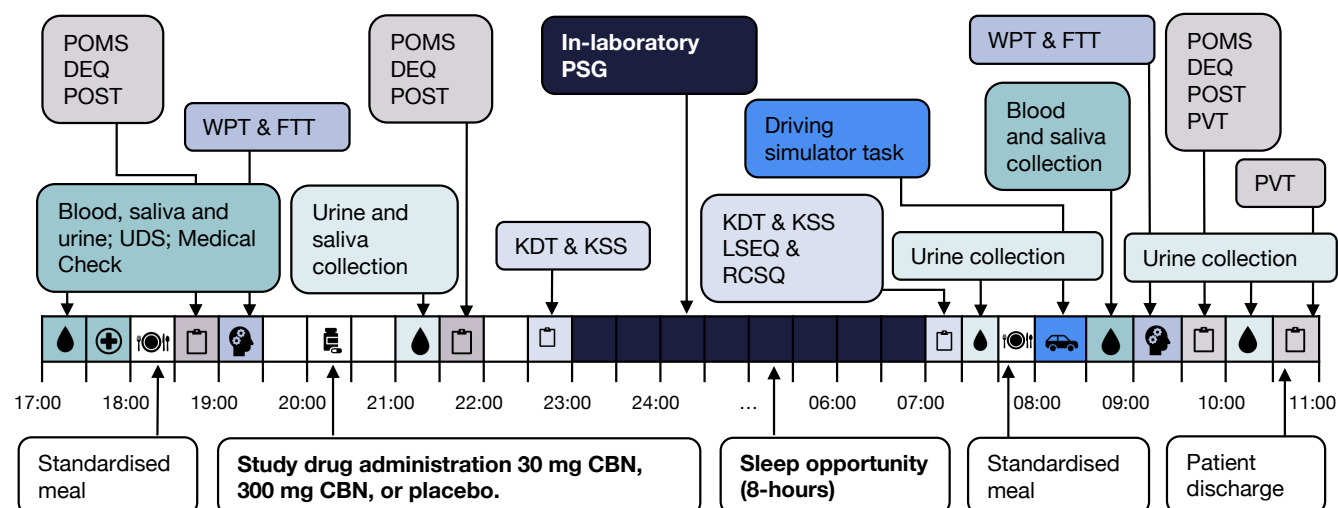 POMS
DEQ
POST
WPT & FTT
Blood, saliva and
urine; UDS; Medical
Check
POMS
DEQ
POST
Urine and
saliva
collection
KDT & KSS
In-laboratory
PSG
Driving
simulator task
KDT & KSS
LSEQ &
RCSQ
WPT & FTT
Blood
and saliva
collection
Urine collection
POMS
DEQ
POST
PVT
PVT
Urine collection
17:00 18:00 19:00 20:00 21:00 22:00 23:00 24:00 ... 06:00 07:00 08:00 09:00 10:00 11:00
Standardised
meal
Study drug administration 30 mg CBN,
300 mg CBN, or placebo.
Sleep opportunity
(8-hours)
Standardised
meal
Patient
discharge